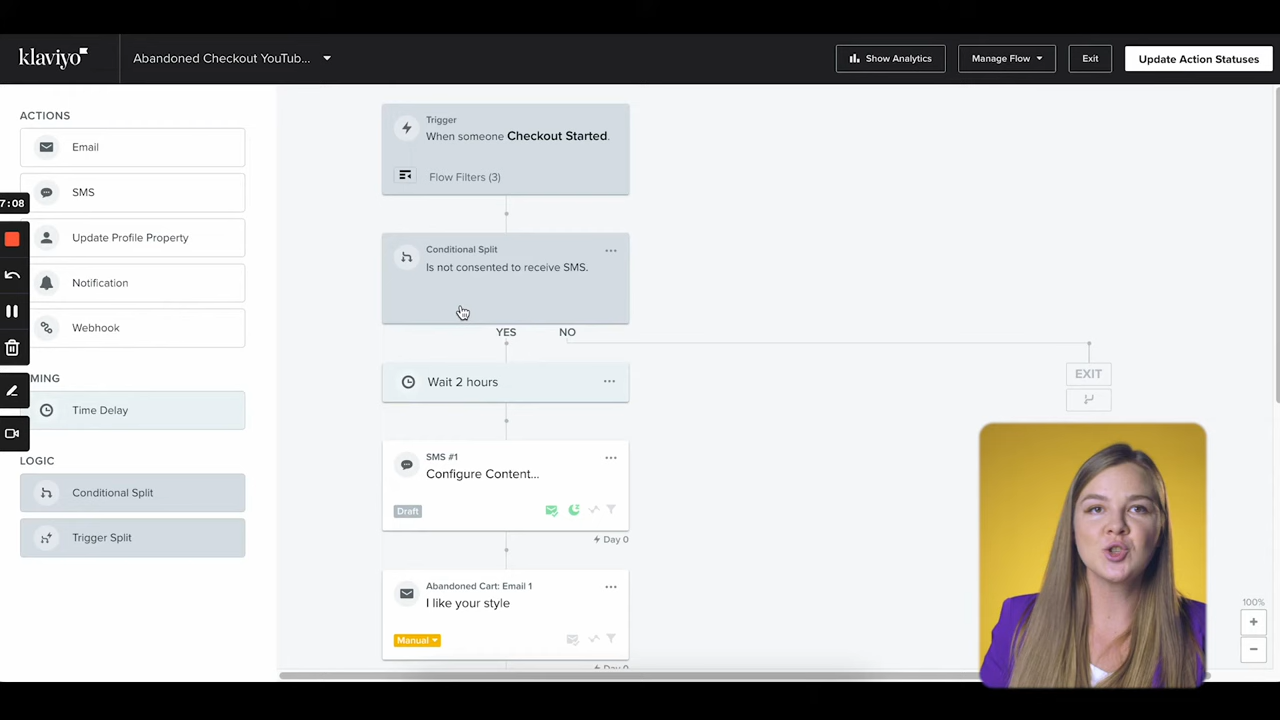 klaviyo
Abandoned Checkout YouTub...
Show Analytics
Manage Flow
Exit
Update Action Statuses
ACTIONS
Email
SMS
Update Profile Property
Notification
Webhook
7:08
MING
Time Delay
LOGIC
Conditional Split
Trigger Split
Trigger
When someone Checkout Started.
Flow Filters (3)
Conditional Split
Is not consented to receive SMS.
YES
NO
Wait 2 hours
EXIT
SMS #1
Configure Content...
Draft
Day 0
Abandoned Cart: Email 1
I like your style
Manual
Day 0
100%